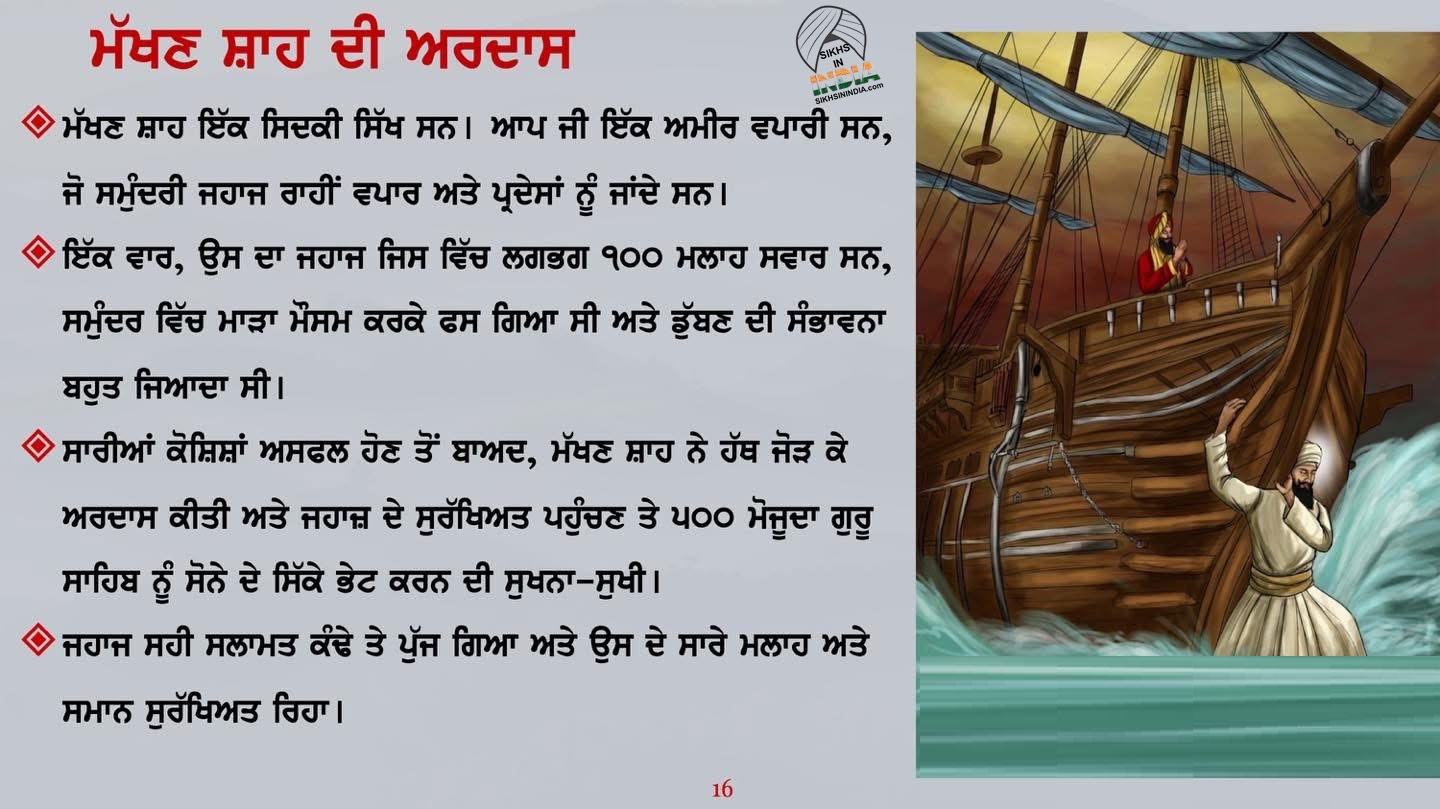 ਮੱਖਣ ਸ਼ਾਹ ਦੀ ਅਰਦਾਸ
SIKHS
IN
INDIA
SIKHSININDIA.com
ਮੱਖਣ ਸ਼ਾਹ ਇੱਕ ਸਿਦਕੀ ਸਿੱਖ ਸਨ। ਆਪ ਜੀ ਇੱਕ ਅਮੀਰ ਵਪਾਰੀ ਸਨ,
ਜੋ ਸਮੁੰਦਰੀ ਜਹਾਜ ਰਾਹੀਂ ਵਪਾਰ ਅਤੇ ਪ੍ਰਦੇਸਾਂ ਨੂੰ ਜਾਂਦੇ ਸਨ।
ਇੱਕ ਵਾਰ, ਉਸ ਦਾ ਜਹਾਜ ਜਿਸ ਵਿੱਚ ਲਗਭਗ ੧੦੦ ਮਲਾਹ ਸਵਾਰ ਸਨ,
ਸਮੁੰਦਰ ਵਿੱਚ ਮਾੜਾ ਮੌਸਮ ਕਰਕੇ ਫਸ ਗਿਆ ਸੀ ਅਤੇ ਡੁੱਬਣ ਦੀ ਸੰਭਾਵਨਾ
ਬਹੁਤ ਜਿਆਦਾ ਸੀ।
ਸਾਰੀਆਂ ਕੋਸ਼ਿਸ਼ਾਂ ਅਸਫਲ ਹੋਣ ਤੋਂ ਬਾਅਦ, ਮੱਖਣ ਸ਼ਾਹ ਨੇ ਹੱਥ ਜੋੜ ਕੇ
ਅਰਦਾਸ ਕੀਤੀ ਅਤੇ ਜਹਾਜ਼ ਦੇ ਸੁਰੱਖਿਅਤ ਪਹੁੰਚਣ ਤੇ ੫੦੦ ਮੋਜੂਦਾ ਗੁਰੂ
ਸਾਹਿਬ ਨੂੰ ਸੋਨੇ ਦੇ ਸਿੱਕੇ ਭੇਟ ਕਰਨ ਦੀ ਸੁਖਨਾ-ਸੁਖੀ।
ਜਹਾਜ ਸਹੀ ਸਲਾਮਤ ਕੰਢੇ ਤੇ ਪੁੱਜ ਗਿਆ ਅਤੇ ਉਸ ਦੇ ਸਾਰੇ ਮਲਾਹ ਅਤੇ
ਸਮਾਨ ਸੁਰੱਖਿਅਤ ਰਿਹਾ।
16